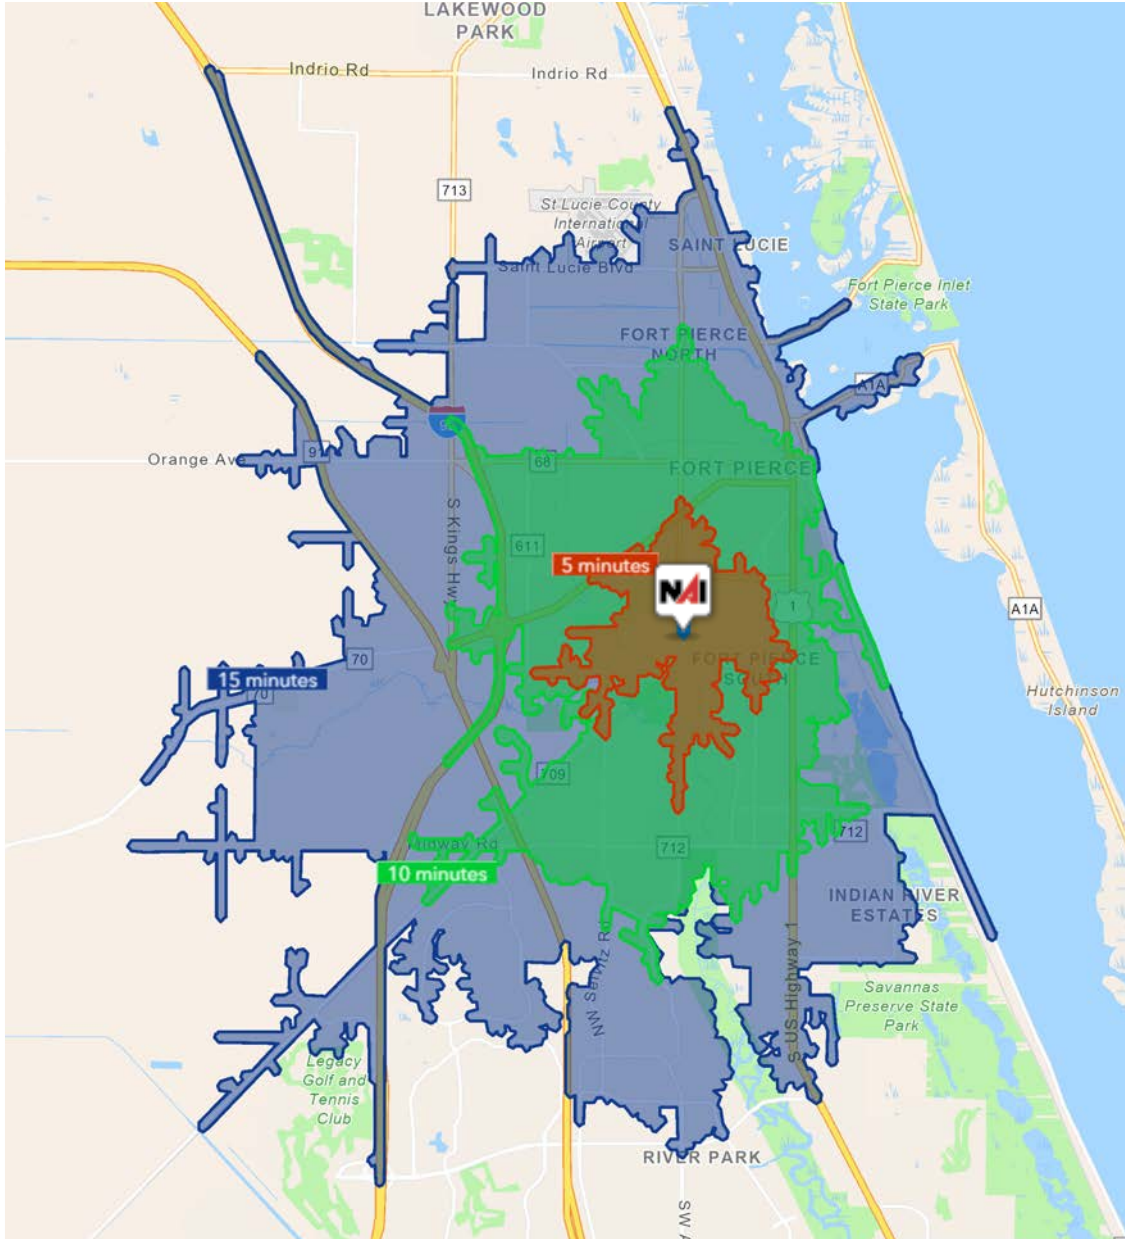 LAKEWOOD
PARK
Indrio Rd
Indrio Rd
713
St Lucie County
International
Airport
SAINT LUCIE
Saint Lucie Blvd
Fort Pierce Inlet
State Park
FORT PIERCE
NORTH
A1A
95
91
Orange Ave
68
FORT PIERCE
S Kings Hwy
611
5 minutes
NAI
1
A1A
70
FORT PIERCE
SOUTH
15 minutes
70
Hutchinson
Island
709
712
Midway Rd
712
10 minutes
INDIAN RIVER
ESTATES
NW Selvitz Rd
S US Highway 1
Savannas
Preserve State
Park
Legacy
Golf and
Tennis
Club
RIVER PARK